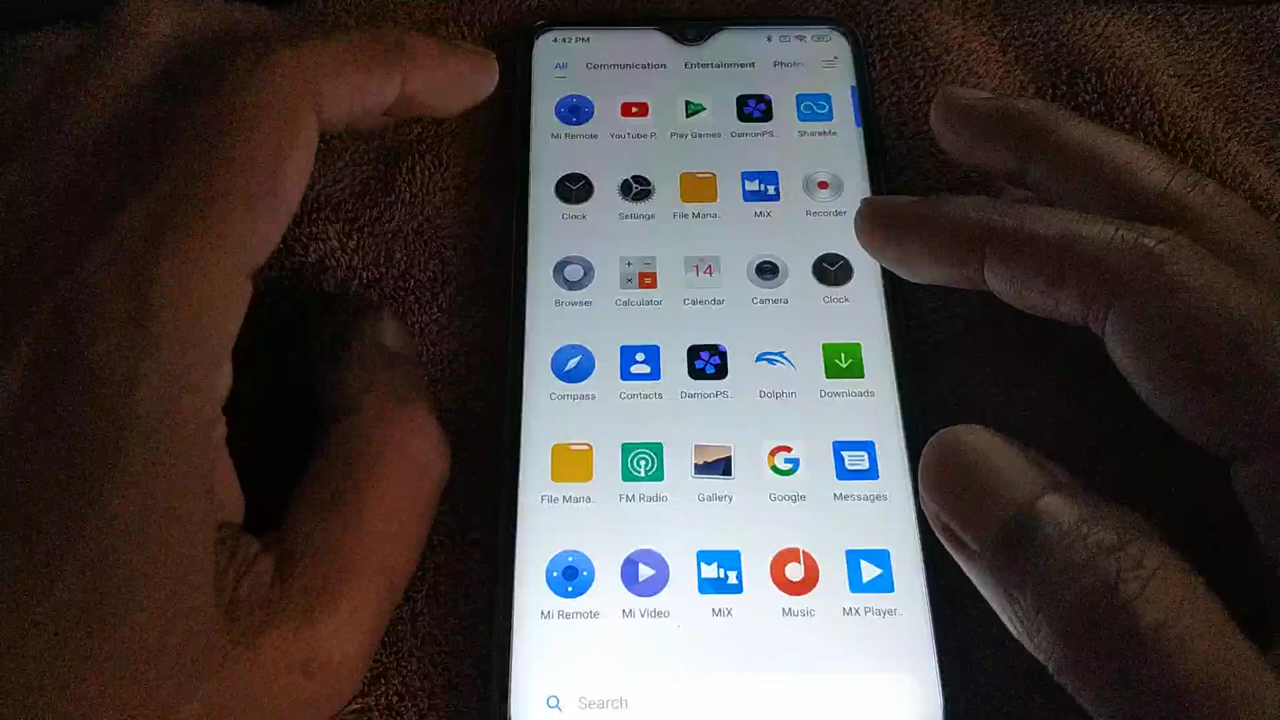 4:42 PM
All Communication Entertainment Photo
Mi Remote YouTube P.. Play Games DamonPS.. ShareMe
Clock Settings File Mana.. MiX Recorder
14
Browser Calculator Calendar Camera Clock
Compass Contacts DamonPS.. Dolphin Downloads
File Mana.. FM Radio Gallery Google Messages
Mi Remote Mi Video MiX Music MX Player..
Search